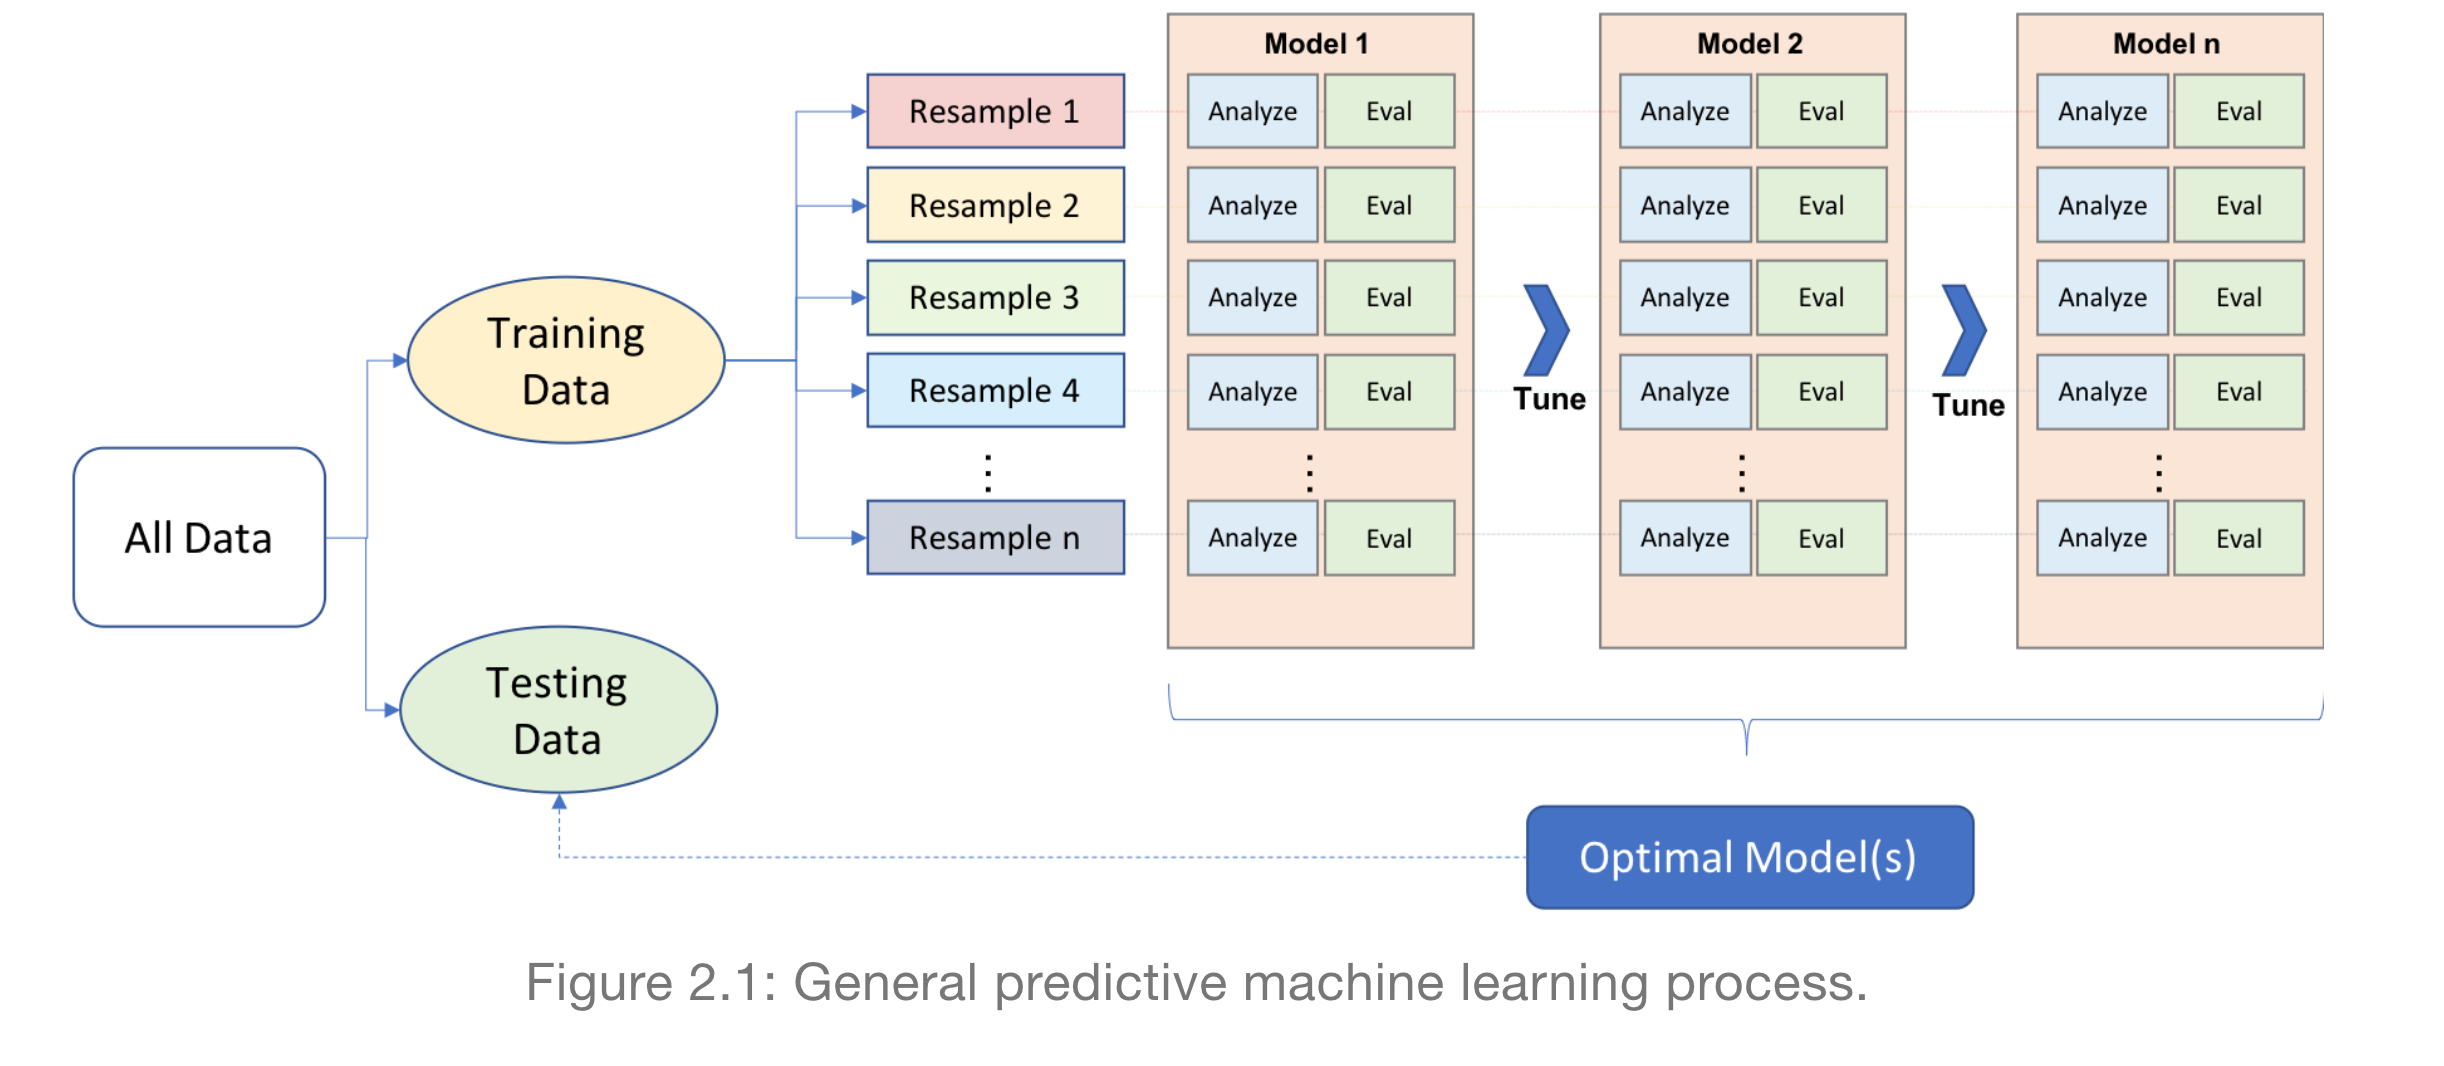 Model 1
Model 2
Model n
Resample 1
Analyze
Eval
Analyze
Eval
Analyze
Eval
Resample 2
Analyze
Eval
Analyze
Eval
Analyze
Eval
Resample 3
Analyze
Eval
Analyze
Eval
Analyze
Eval
Training
Data
Resample 4
Analyze
Eval
Tune
Analyze
Eval
Tune
Analyze
Eval
Resample n
Analyze
Eval
Analyze
Eval
Analyze
Eval
All Data
Testing
Data
Optimal Model(s)
Figure 2.1: General predictive machine learning process.